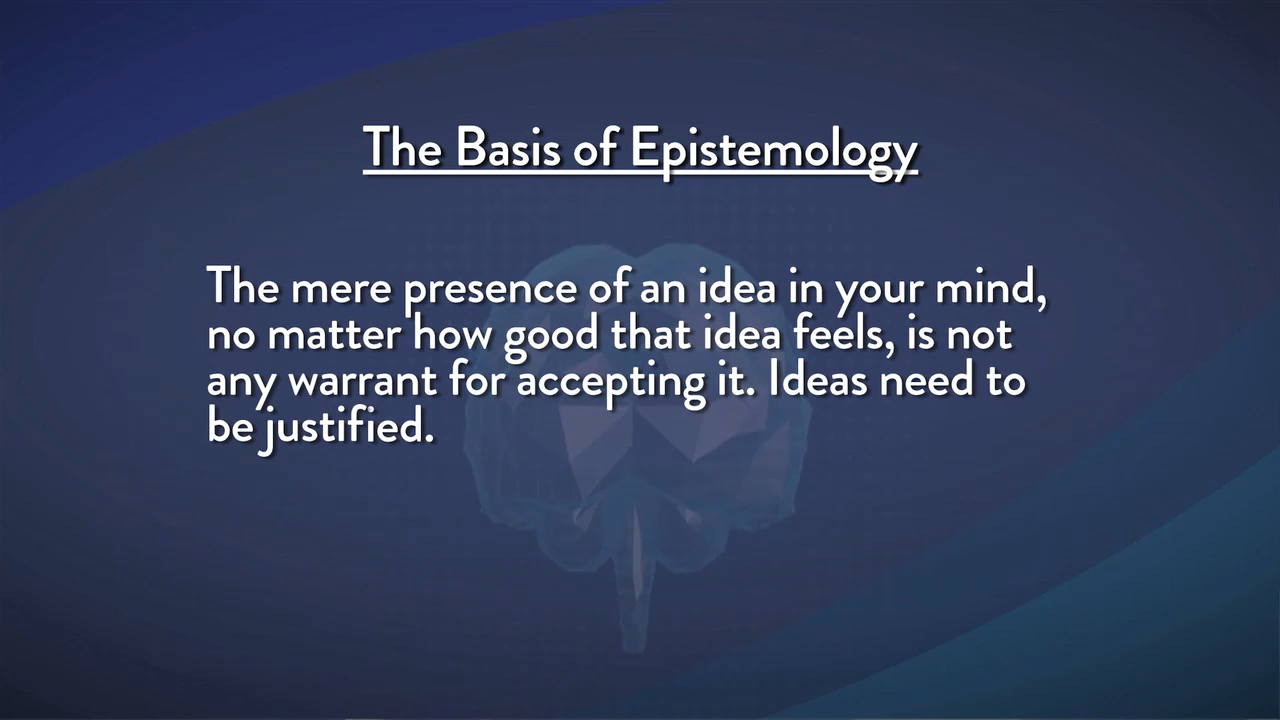 The Basis of Epistemology
The mere presence of an idea in your mind,
no matter how good that idea feels, is not
any warrant for accepting it. Ideas need to
be justified.